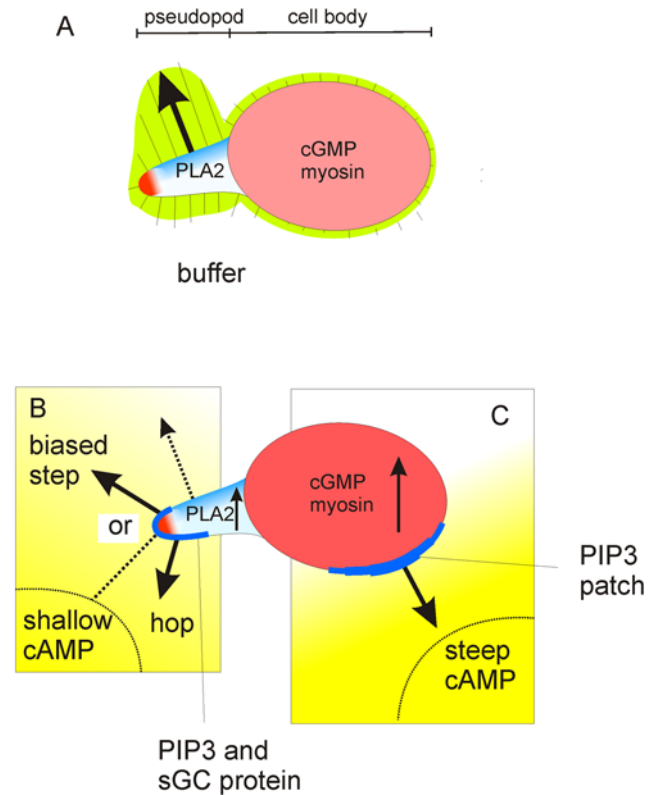 A
pseudopod
cell body
PLA2
cGMP
myosin
buffer
B
biased
step
or
PLA2
hop
shallow
cAMP
C
cGMP
myosin
steep
cAMP
PIP3
patch
PIP3 and
sGC protein